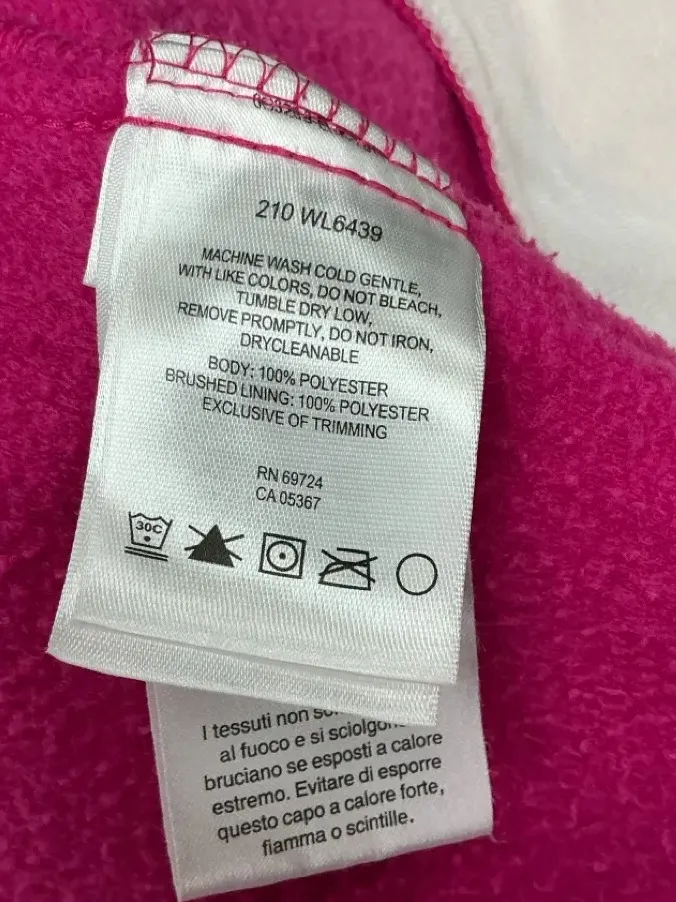 210 WL6439
MACHINE WASH COLD GENTLE,
WITH LIKE COLORS, DO NOT BLEACH,
TUMBLE DRY LOW,
REMOVE PROMPTLY, DO NOT IRON,
DRYCLEANABLE
BODY: 100% POLYESTER
BRUSHED LINING: 100% POLYESTER
EXCLUSIVE OF TRIMMING
RN 69724
CA 05367
30C
I tessuti non
al fuoco e si
bruciano se esposti a calore
estremo. Evitare di esporre
questo capo a calore forte,
fiamma o scintille.